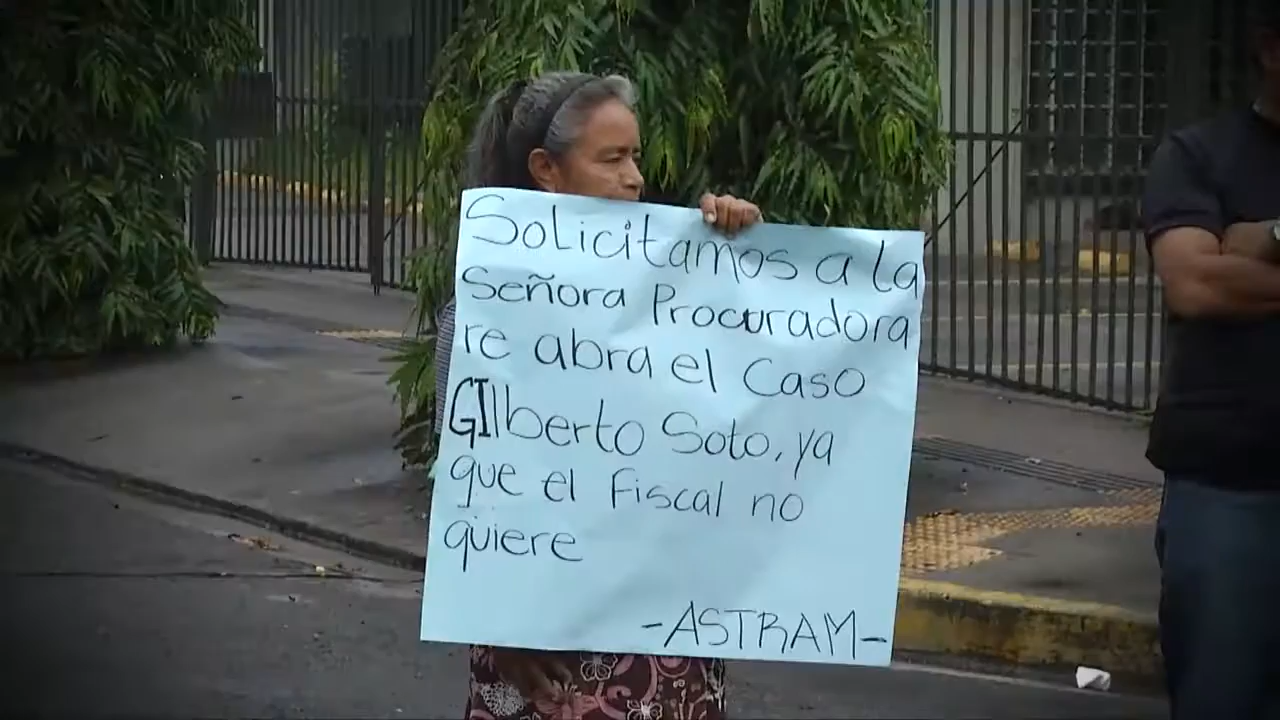 Solicitamos a la
Señora Procuradora
re abra el Caso
GIlberto Soto, ya
que el Fiscal no
quiere
-ASTRAM-